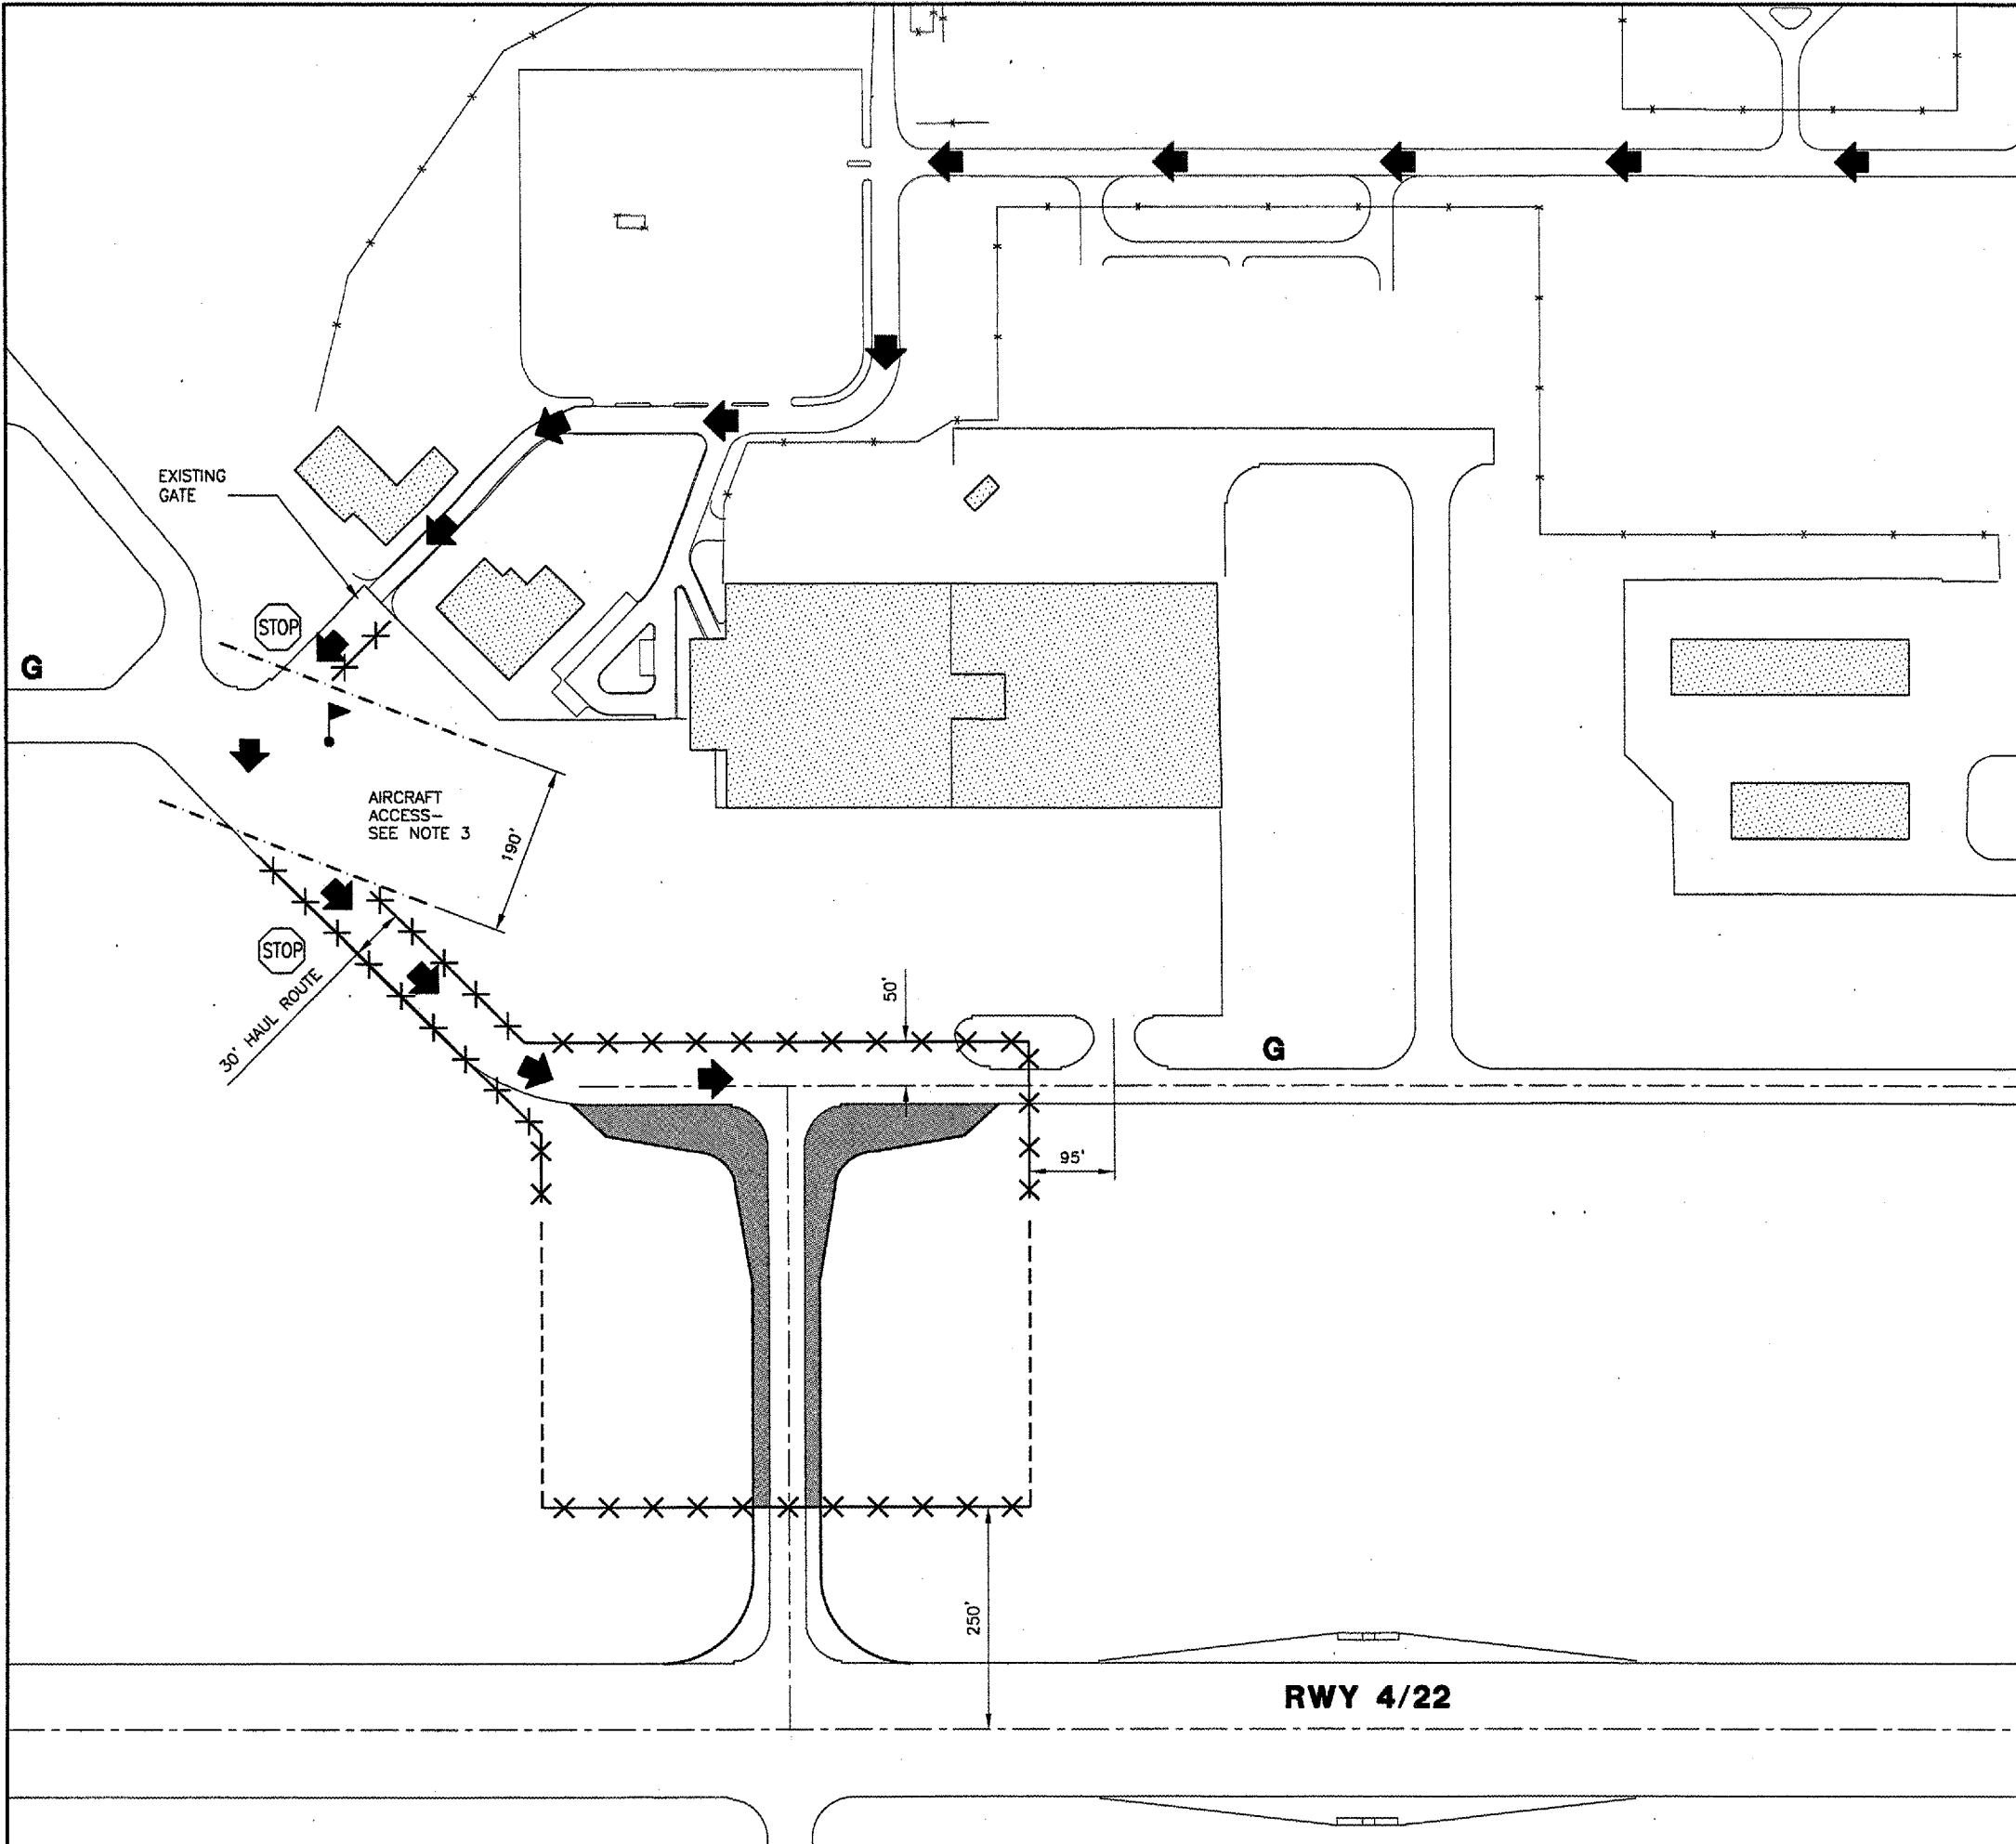 EXISTING
GATE
STOP
G
AIRCRAFT
ACCESS—
SEE NOTE 3
190'
STOP
30' HAUL ROUTE
50'
G
95'
250'
RWY 4/22